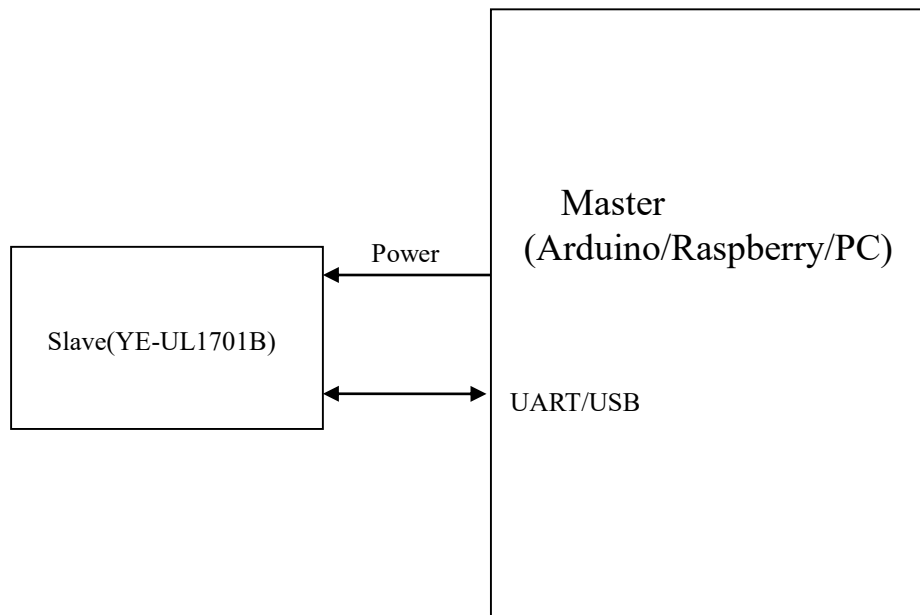 Master
(Arduino/Raspberry/PC)
Power
Slave(YE-UL1701B)
UART/USB